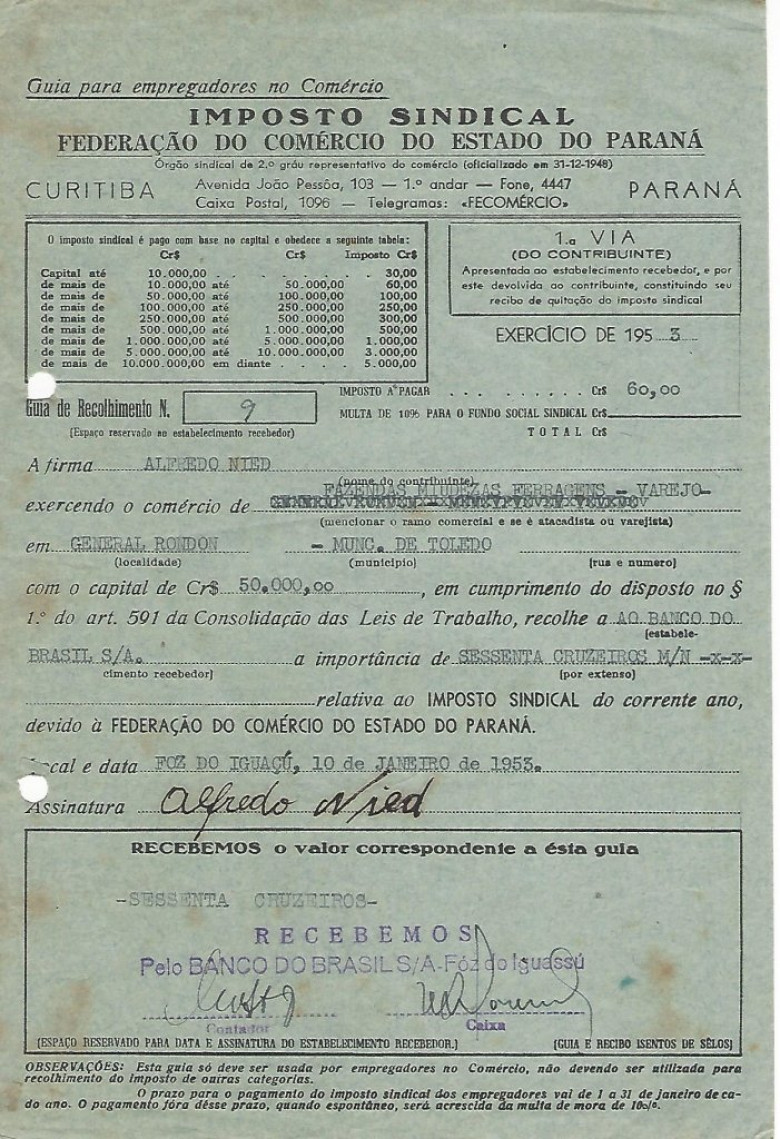 Guia para empregadores no Comércio
IMPOSTO SINDICAL
FEDERAÇÃO DO COMÉRCIO DO ESTADO DO PARANÁ
Órgão sindical de 2.º gráu representativo do comércio (oficializado em 31-12-1948)
CURITIBA
Avenida João Pessôa, 103 — 1.º andar — Fone, 4447
Caixa Postal, 1096 — Telegramas: «FECOMÉRCIO»
PARANÁ
O imposto sindical é pago com base no capital e obedece a seguinte tabela:
Cr$ Cr$ Imposto Cr$
Capital até 10.000,00 . . . . . . . . 30,00
de mais de 10.000,00 até 50.000,00 60,00
de mais de 50.000,00 até 100.000,00 100,00
de mais de 100.000,00 até 250.000,00 250,00
de mais de 250.000,00 até 500.000,00 300,00
de mais de 500.000,00 até 1.000.000,00 500,00
de mais de 1.000.000,00 até 5.000.000,00 1.000,00
de mais de 5.000.000,00 até 10.000.000,00 3.000,00
de mais de 10.000.000,00 em diante . . . . 5.000,00
1.a VIA
(DO CONTRIBUINTE)
Apresentada ao estabelecimento recebedor, e por
este devolvida ao contribuinte, constituindo seu
recibo de quitação do imposto sindical
EXERCÍCIO DE 195 3
IMPOSTO A PAGAR . . . . . . . . . Cr$ 60,00
Guia de Recolhimento N. 9
MULTA DE 10% PARA O FUNDO SOCIAL SINDICAL Cr$
(Espaço reservado ao estabelecimento recebedor)
TOTAL Cr$
A firma ALFREDO NIED
(nome do contribuinte)
FAZENDAS MIUDEZAS FERRAGENS - VAREJO-
exercendo o comércio de
(mencionar o ramo comercial e se é atacadista ou varejista)
em GENERAL RONDON - MUNC. DE TOLEDO
(localidade) (município) (rua e numero)
com o capital de Cr$ 50.000,00, em cumprimento do disposto no §
1.º do art. 591 da Consolidação das Leis de Trabalho, recolhe a AO BANCO DO
(estabele-
BRASIL S/A. a importância de SESSENTA CRUZEIROS M/N -x-x-
cimento recebedor) (por extenso)
relativa ao IMPOSTO SINDICAL do corrente ano,
devido à FEDERAÇÃO DO COMÉRCIO DO ESTADO DO PARANÁ.
ocal e data FOZ DO IGUAÇÚ, 10 de JANEIRO de 1953.
Assinatura Alfredo Nied
RECEBEMOS o valor correspondente a ésta guia
-SESSENTA CRUZEIROS-
RECEBEMOS
Pelo BANCO DO BRASIL S/A-Fóz do Iguassú
Contador Caixa
(ESPAÇO RESERVADO PARA DATA E ASSINATURA DO ESTABELECIMENTO RECEBEDOR.) (GUIA E RECIBO ISENTOS DE SÊLOS)
OBSERVAÇÕES: Esta guia só deve ser usada por empregadores no Comércio, não devendo ser utilizada para
recolhimento do imposto de outras categorias.
O prazo para o pagamento do imposto sindical dos empregadores vai de 1 a 31 de janeiro de ca-
do ano. O pagamento fóra dêsse prazo, quando espontâneo, será acrescida da multa de mora de 10%.